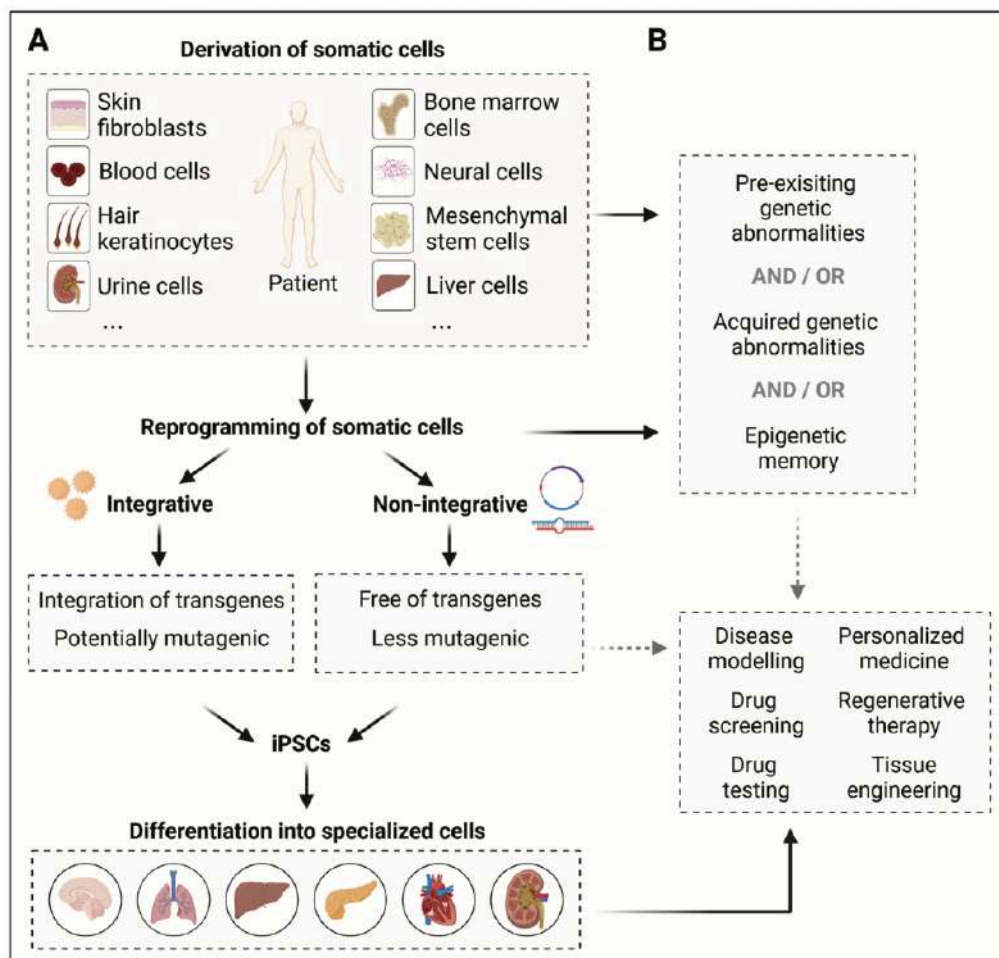 A
Derivation of somatic cells
Skin
fibroblasts
Blood cells
Hair
keratinocytes
Urine cells
...
Patient
Bone marrow
cells
Neural cells
Mesenchymal
stem cells
Liver cells
...
Reprogramming of somatic cells
Integrative
Non-integrative
Integration of transgenes
Potentially mutagenic
Free of transgenes
Less mutagenic
iPSCs
Differentiation into specialized cells
B
Pre-exisiting
genetic
abnormalities
AND / OR
Acquired genetic
abnormalities
AND / OR
Epigenetic
memory
Disease
modelling
Personalized
medicine
Drug
screening
Regenerative
therapy
Drug
testing
Tissue
engineering